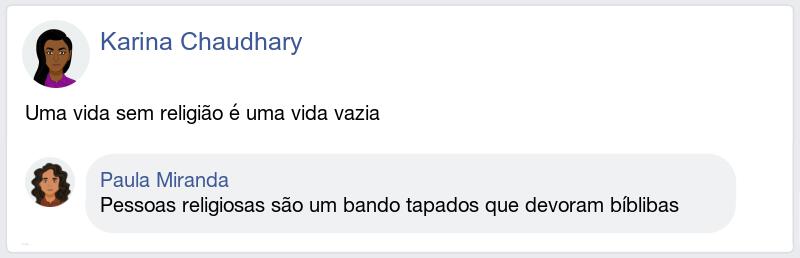 Karina Chaudhary
Uma vida sem religião é uma vida vazia
Paula Miranda
Pessoas religiosas são um bando tapados que devoram bíblibas